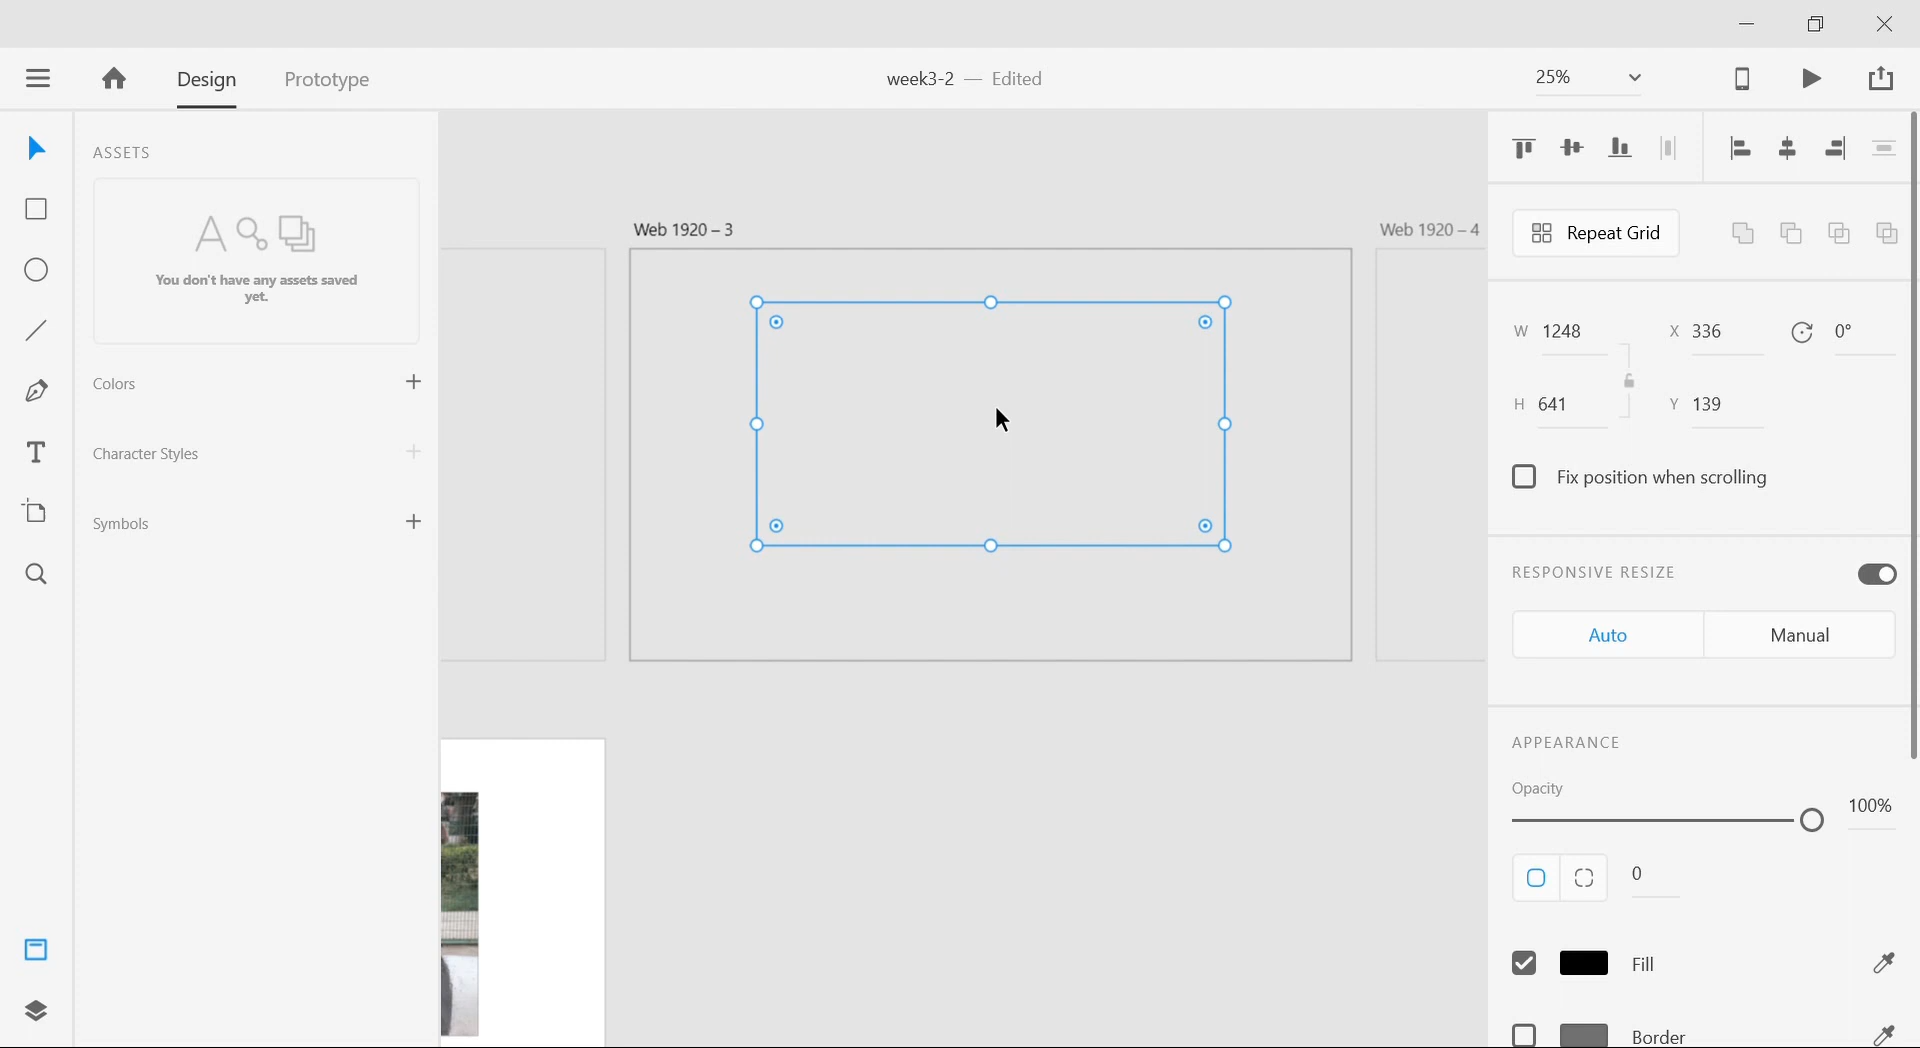 Design
Prototype
week3-2 — Edited
25%
ASSETS
You don't have any assets saved
yet.
Colors
Character Styles
Symbols
Web 1920 – 3
Web 1920 – 4
Repeat Grid
W 1248
X 336
0°
H 641
Y 139
Fix position when scrolling
RESPONSIVE RESIZE
Auto
Manual
APPEARANCE
Opacity
100%
0
Fill
Border